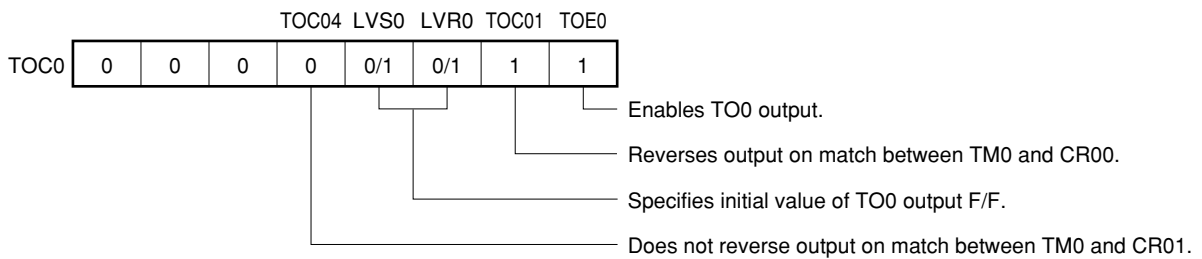 TOC04 LVS0 LVR0 TOC01 TOE0
TOC0 0 0 0 0 0/1 0/1 1 1
Enables TO0 output.
Reverses output on match between TM0 and CR00.
Specifies initial value of TO0 output F/F.
Does not reverse output on match between TM0 and CR01.